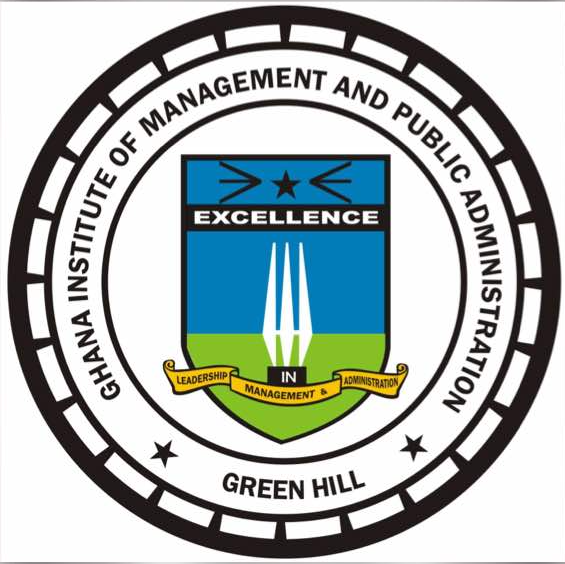 GHANA INSTITUTE OF MANAGEMENT AND PUBLIC ADMINISTRATION
EXCELLENCE
IN
LEADERSHIP MANAGEMENT & ADMINISTRATION
GREEN HILL